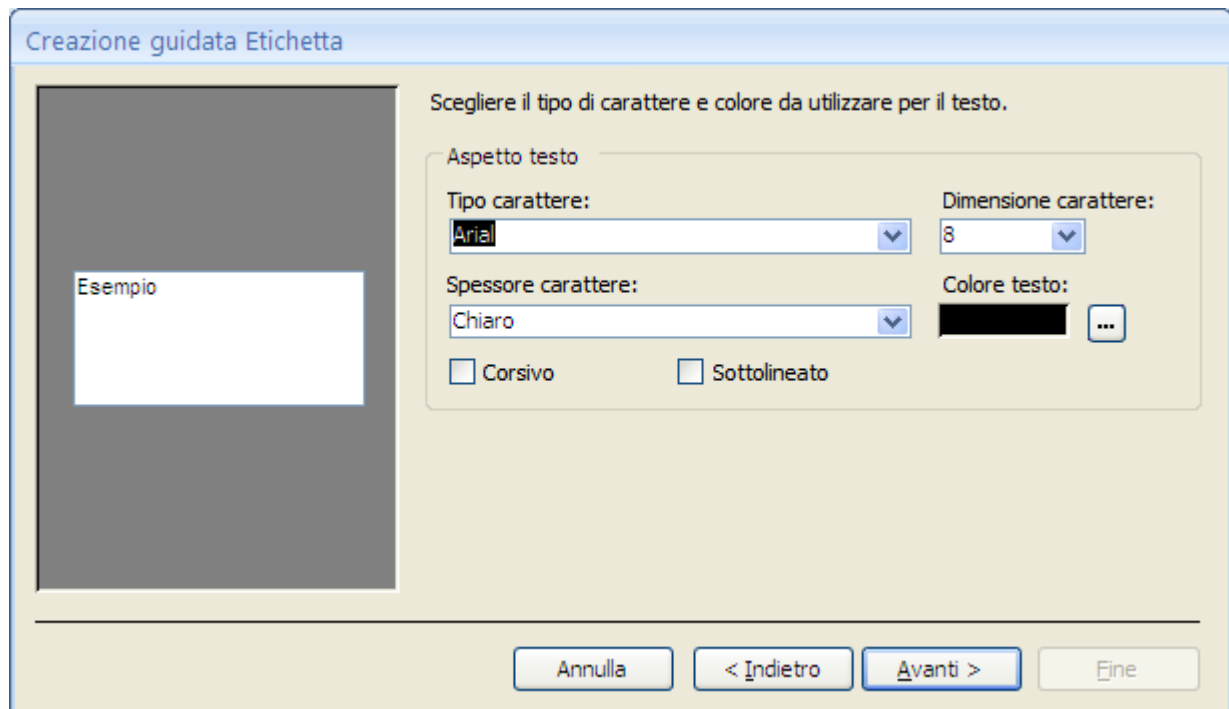 Creazione guidata Etichetta
Scegliere il tipo di carattere e colore da utilizzare per il testo.
Aspetto testo
Tipo carattere:
Dimensione carattere:
Arial
8
Esempio
Spessore carattere:
Colore testo:
Chiaro
...
Corsivo
Sottolineato
Annulla
< Indietro
Avanti >
Fine